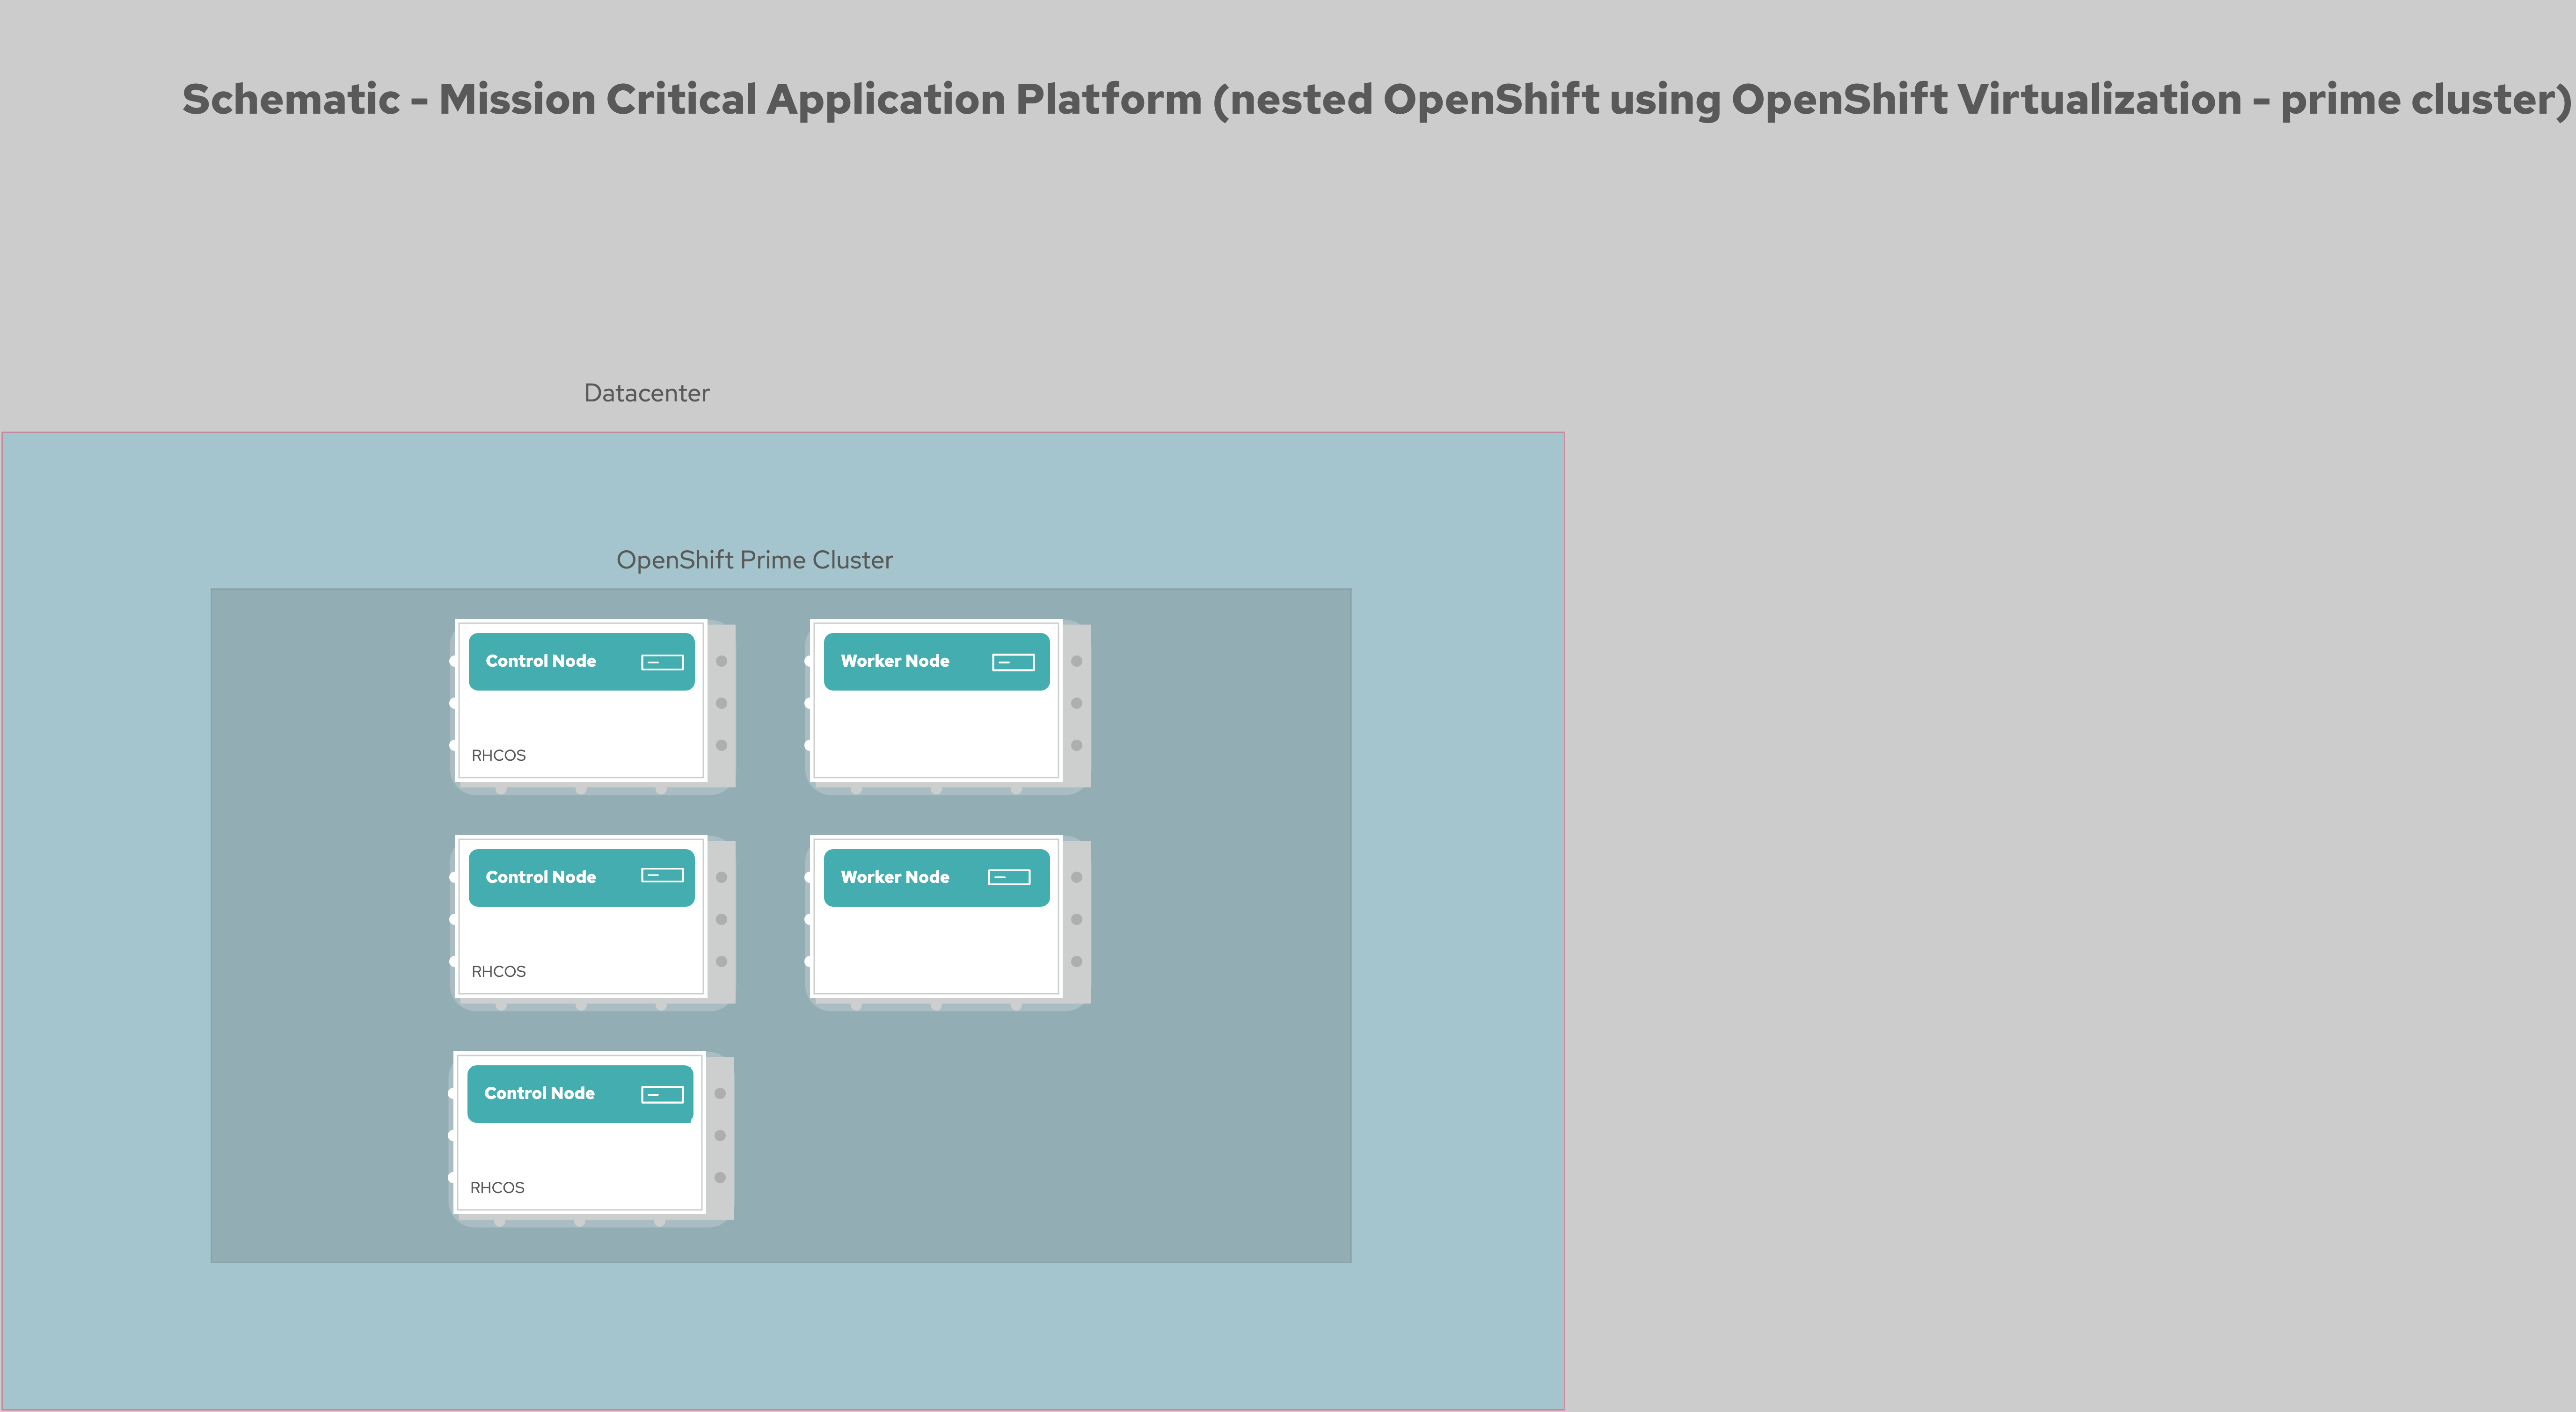 Schematic - Mission Critical Application Platform (nested OpenShift using OpenShift Virtualization - prime cluster)
Datacenter
OpenShift Prime Cluster
Control Node
Worker Node
RHCOS
Control Node
Worker Node
RHCOS
Control Node
RHCOS